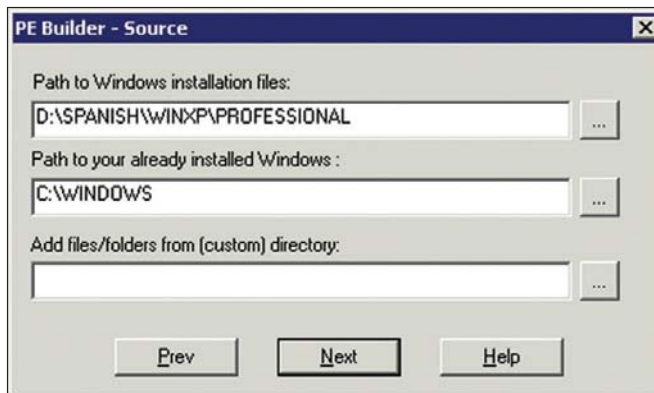 PE Builder - Source
Path to Windows installation files:
D:\SPANISH\WINXP\PROFESSIONAL
...
Path to your already installed Windows :
C:\WINDOWS
...
Add files/folders from (custom) directory:
...
Prev Next Help